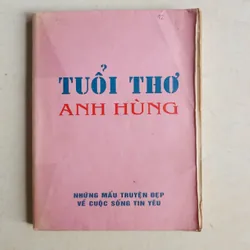 TUỔI THƠ
ANH HÙNG
NHỮNG MẨU TRUYỆN ĐẸP
VỀ CUỘC SỐNG TIN YÊU